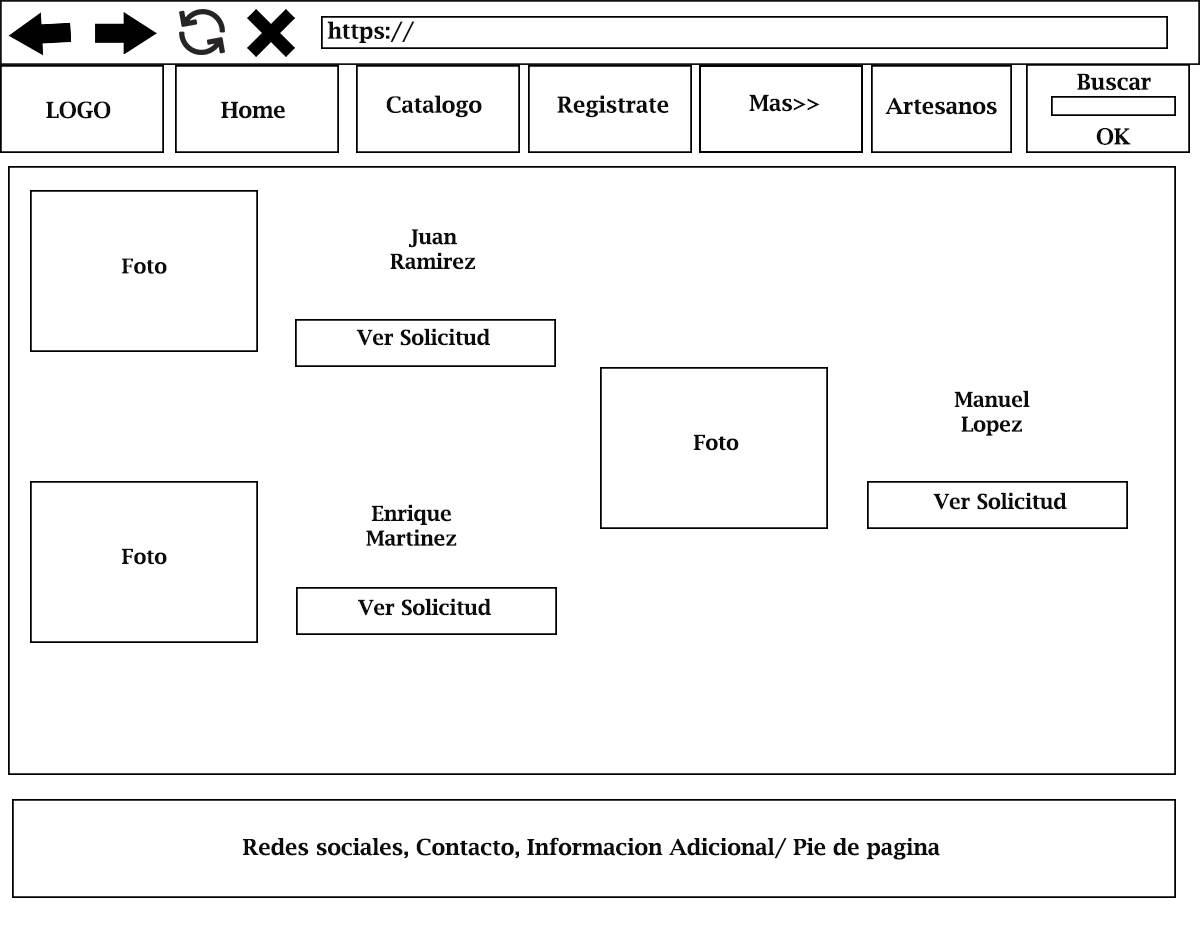 https://
LOGO
Home
Catalogo
Registrate
Mas>>
Artesanos
Buscar
OK
Foto
Juan
Ramirez
Ver Solicitud
Foto
Manuel
Lopez
Ver Solicitud
Foto
Enrique
Martinez
Ver Solicitud
Redes sociales, Contacto, Informacion Adicional/ Pie de pagina